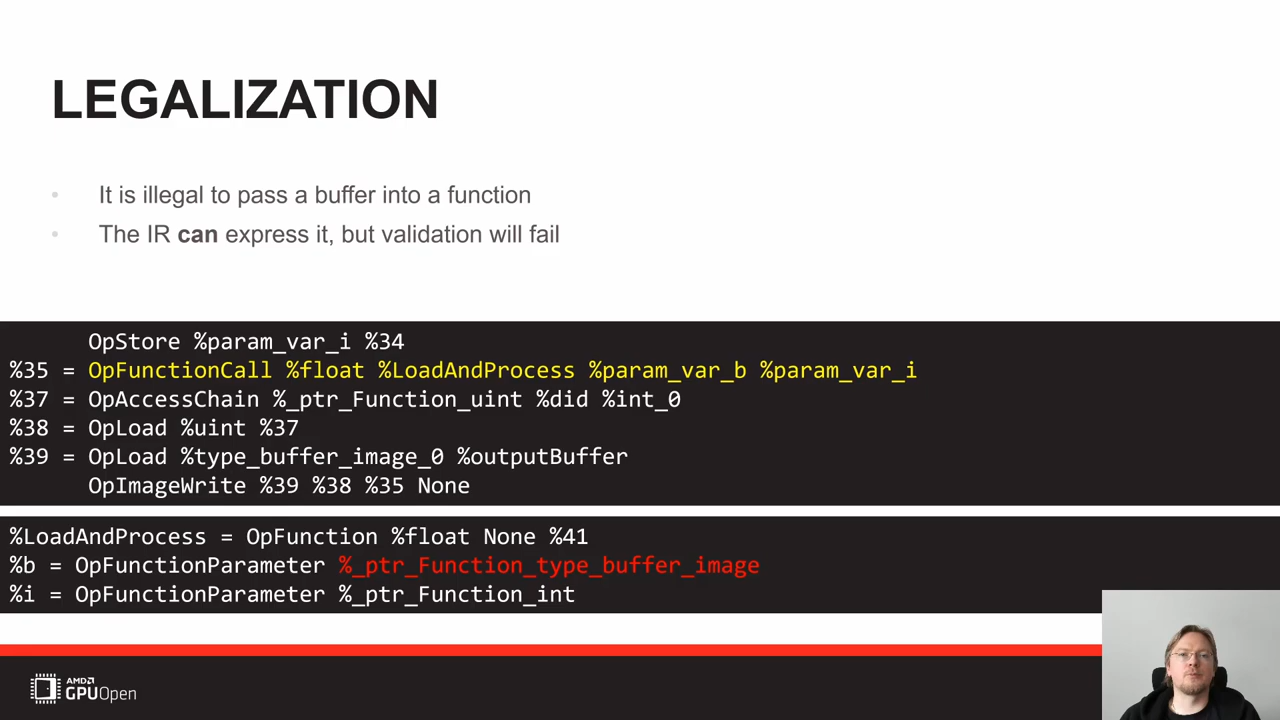 LEGALIZATION
• It is illegal to pass a buffer into a function
• The IR can express it, but validation will fail
OpStore %param_var_i %34
%35 = OpFunctionCall %float %LoadAndProcess %param_var_b %param_var_i
%37 = OpAccessChain %_ptr_Function_uint %did %int_0
%38 = OpLoad %uint %37
%39 = OpLoad %type_buffer_image_0 %outputBuffer
OpImageWrite %39 %38 %35 None
%LoadAndProcess = OpFunction %float None %41
%b = OpFunctionParameter %_ptr_Function_type_buffer_image
%i = OpFunctionParameter %_ptr_Function_int
AMD
GPUOpen